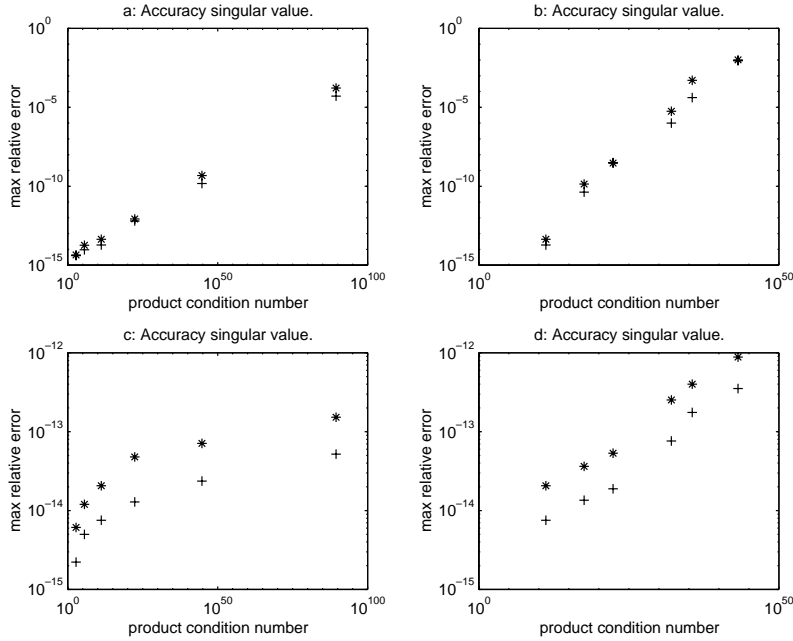 a: Accuracy singular value.
10^0
10^-5
10^-10
10^-15
max relative error
10^0
10^50
10^100
product condition number
b: Accuracy singular value.
10^0
10^-5
10^-10
10^-15
max relative error
10^0
10^50
product condition number
c: Accuracy singular value.
10^-12
10^-13
10^-14
10^-15
max relative error
10^0
10^50
10^100
product condition number
d: Accuracy singular value.
10^-12
10^-13
10^-14
10^-15
max relative error
10^0
10^50
product condition number